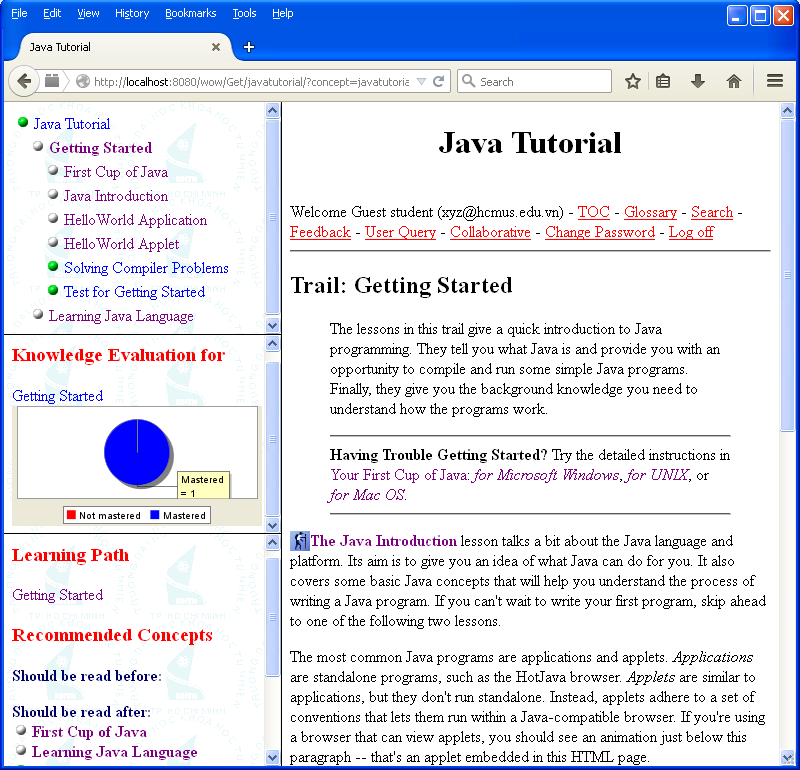 File Edit View History Bookmarks Tools Help
Java Tutorial
http://localhost:8080/wow/Get/javatutorial/?concept=javatutoria
Search
Java Tutorial
Getting Started
First Cup of Java
Java Introduction
HelloWorld Application
HelloWorld Applet
Solving Compiler Problems
Test for Getting Started
Learning Java Language
Knowledge Evaluation for
Getting Started
Mastered
= 1
Not mastered Mastered
Learning Path
Getting Started
Recommended Concepts
Should be read before:
Should be read after:
First Cup of Java
Learning Java Language
Java Tutorial
Welcome Guest student (xyz@hcmus.edu.vn) - TOC - Glossary - Search -
Feedback - User Query - Collaborative - Change Password - Log off
Trail: Getting Started
The lessons in this trail give a quick introduction to Java
programming. They tell you what Java is and provide you with an
opportunity to compile and run some simple Java programs.
Finally, they give you the background knowledge you need to
understand how the programs work.
Having Trouble Getting Started? Try the detailed instructions in
Your First Cup of Java: for Microsoft Windows, for UNIX, or
for Mac OS.
The Java Introduction lesson talks a bit about the Java language and
platform. Its aim is to give you an idea of what Java can do for you. It also
covers some basic Java concepts that will help you understand the process of
writing a Java program. If you can't wait to write your first program, skip ahead
to one of the following two lessons.
The most common Java programs are applications and applets. Applications
are standalone programs, such as the HotJava browser. Applets are similar to
applications, but they don't run standalone. Instead, applets adhere to a set of
conventions that lets them run within a Java-compatible browser. If you're using
a browser that can view applets, you should see an animation just below this
paragraph -- that's an applet embedded in this HTML page.